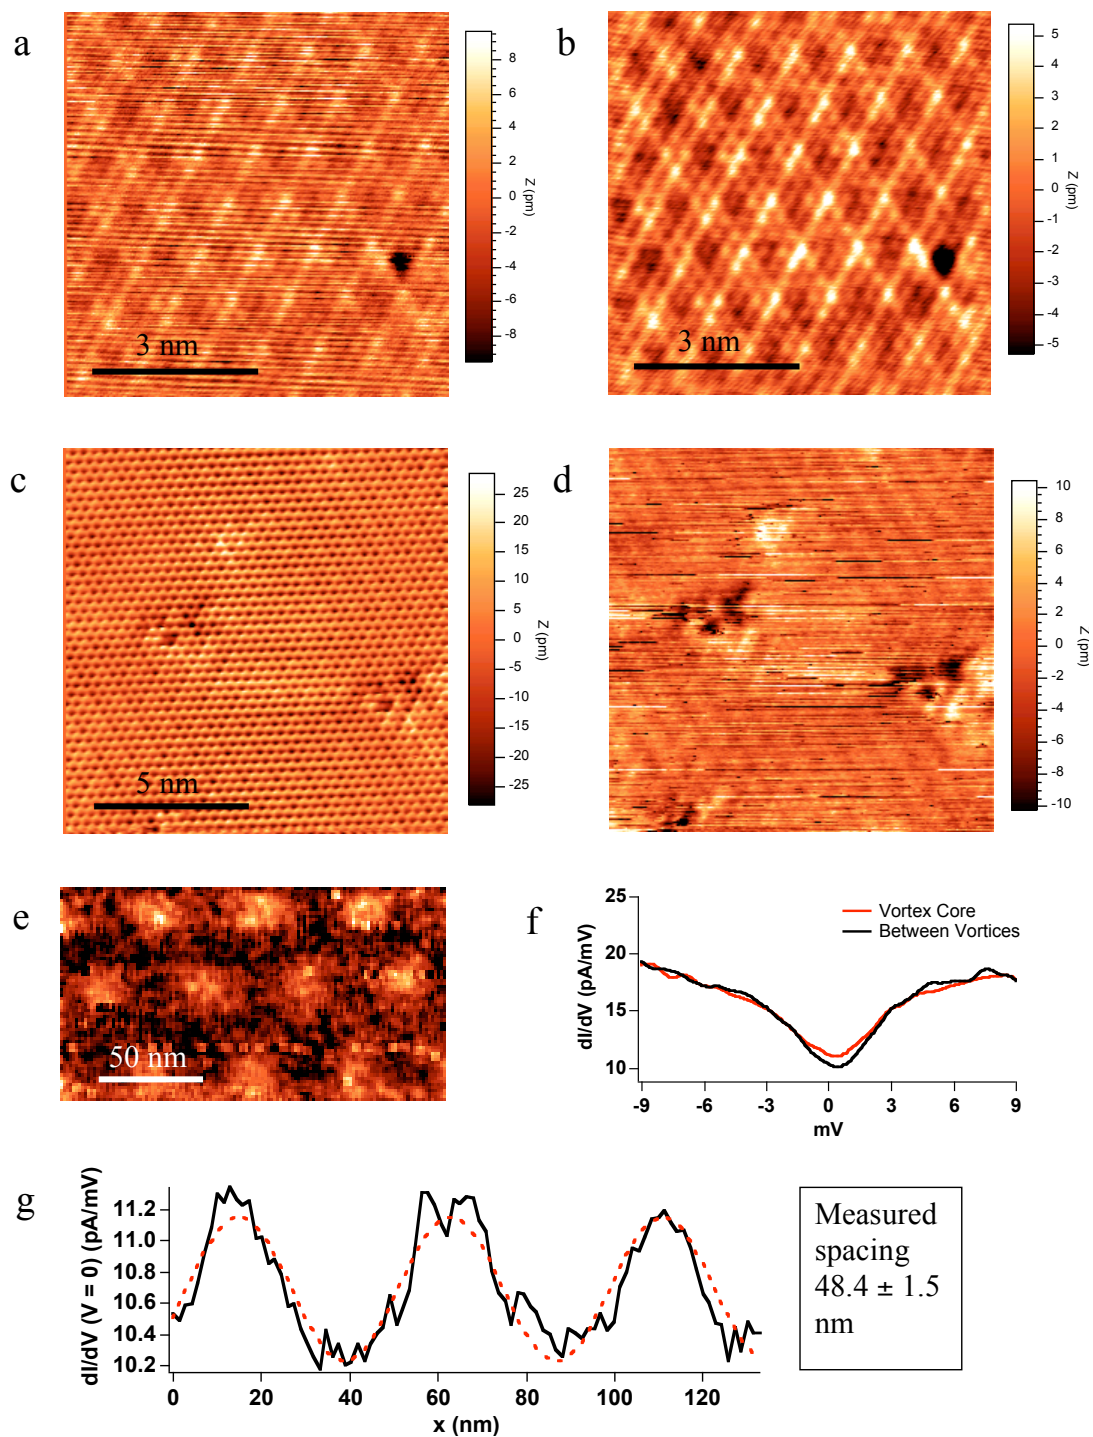 a
8
6
4
2
0
-2
-4
-6
-8
Z (pm)
3 nm
b
5
4
3
2
1
0
-1
-2
-3
-4
-5
Z (pm)
3 nm
c
25
20
15
10
5
0
-5
-10
-15
-20
-25
Z (pm)
5 nm
d
10
8
6
4
2
0
-2
-4
-6
-8
-10
Z (pm)
e
50 nm
f
25
20
15
10
dI/dV (pA/mV)
Vortex Core
Between Vortices
-9 -6 -3 0 3 6 9
mV
g
dI/dV (V = 0) (pA/mV)
11.2
11.0
10.8
10.6
10.4
10.2
0 20 40 60 80 100 120
x (nm)
Measured
spacing
48.4 ± 1.5
nm